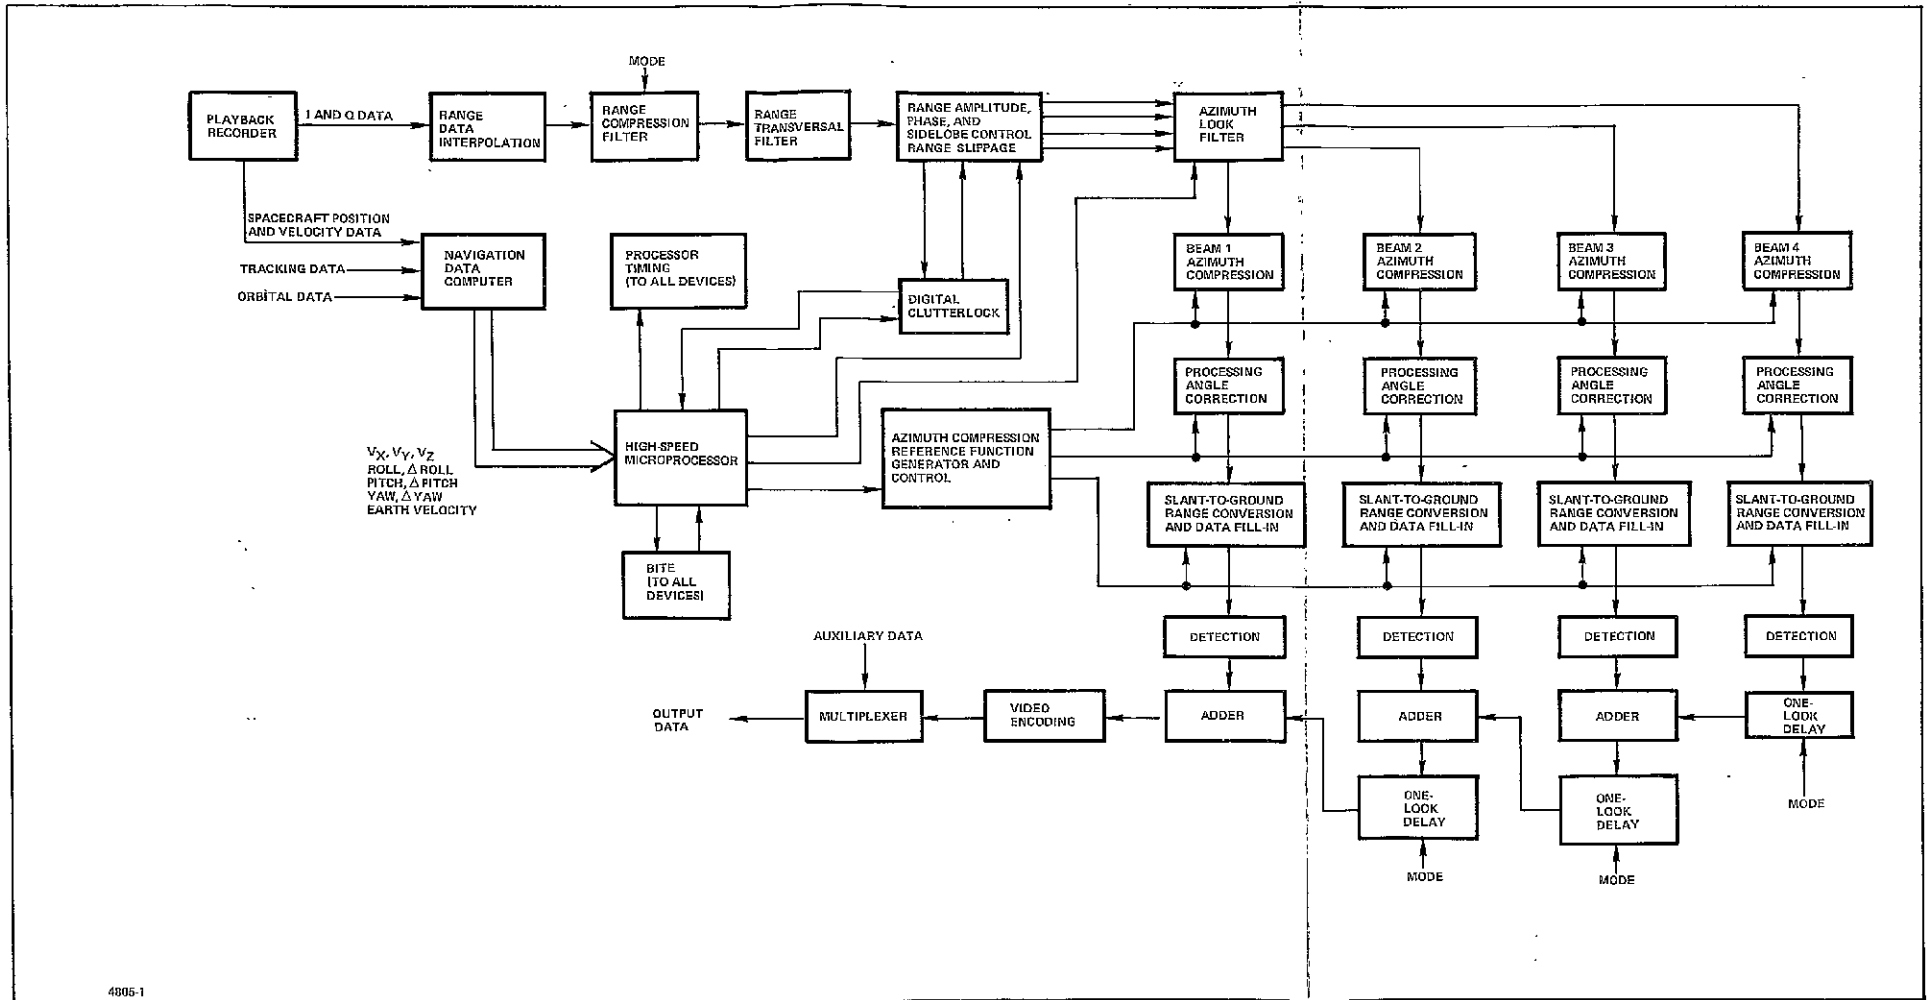 MODE
PLAYBACK
RECORDER
I AND Q DATA
RANGE
DATA
INTERPOLATION
RANGE
COMPRESSION
FILTER
RANGE
TRANSVERSAL
FILTER
RANGE AMPLITUDE,
PHASE, AND
SIDELOBE CONTROL
RANGE SLIPPAGE
AZIMUTH
LOOK
FILTER
SPACEDRAFT POSITION
AND VELOCITY DATA
TRACKING DATA
ORBITAL DATA
NAVIGATION
DATA
COMPUTER
PROCESSOR
TIMING
(TO ALL DEVICES)
DIGITAL
CLUTTERLOCK
BEAM 1
AZIMUTH
COMPRESSION
BEAM 2
AZIMUTH
COMPRESSION
BEAM 3
AZIMUTH
COMPRESSION
BEAM 4
AZIMUTH
COMPRESSION
PROCESSING
ANGLE
CORRECTION
PROCESSING
ANGLE
CORRECTION
PROCESSING
ANGLE
CORRECTION
PROCESSING
ANGLE
CORRECTION
VX, VY, VZ
ROLL, Δ ROLL
PITCH, Δ PITCH
YAW, Δ YAW
EARTH VELOCITY
HIGH-SPEED
MICROPROCESSOR
AZIMUTH COMPRESSION
REFERENCE FUNCTION
GENERATOR AND
CONTROL
SLANT-TO-GROUND
RANGE CONVERSION
AND DATA FILL-IN
SLANT-TO-GROUND
RANGE CONVERSION
AND DATA FILL-IN
SLANT-TO-GROUND
RANGE CONVERSION
AND DATA FILL-IN
SLANT-TO-GROUND
RANGE CONVERSION
AND DATA FILL-IN
BITE
(TO ALL
DEVICES)
DETECTION
DETECTION
DETECTION
DETECTION
AUXILIARY DATA
OUTPUT
DATA
MULTIPLEXER
VIDEO
ENCODING
ADDER
ADDER
ADDER
ONE-
LOOK
DELAY
ONE-
LOOK
DELAY
ONE-
LOOK
DELAY
MODE
MODE
MODE
4805-1